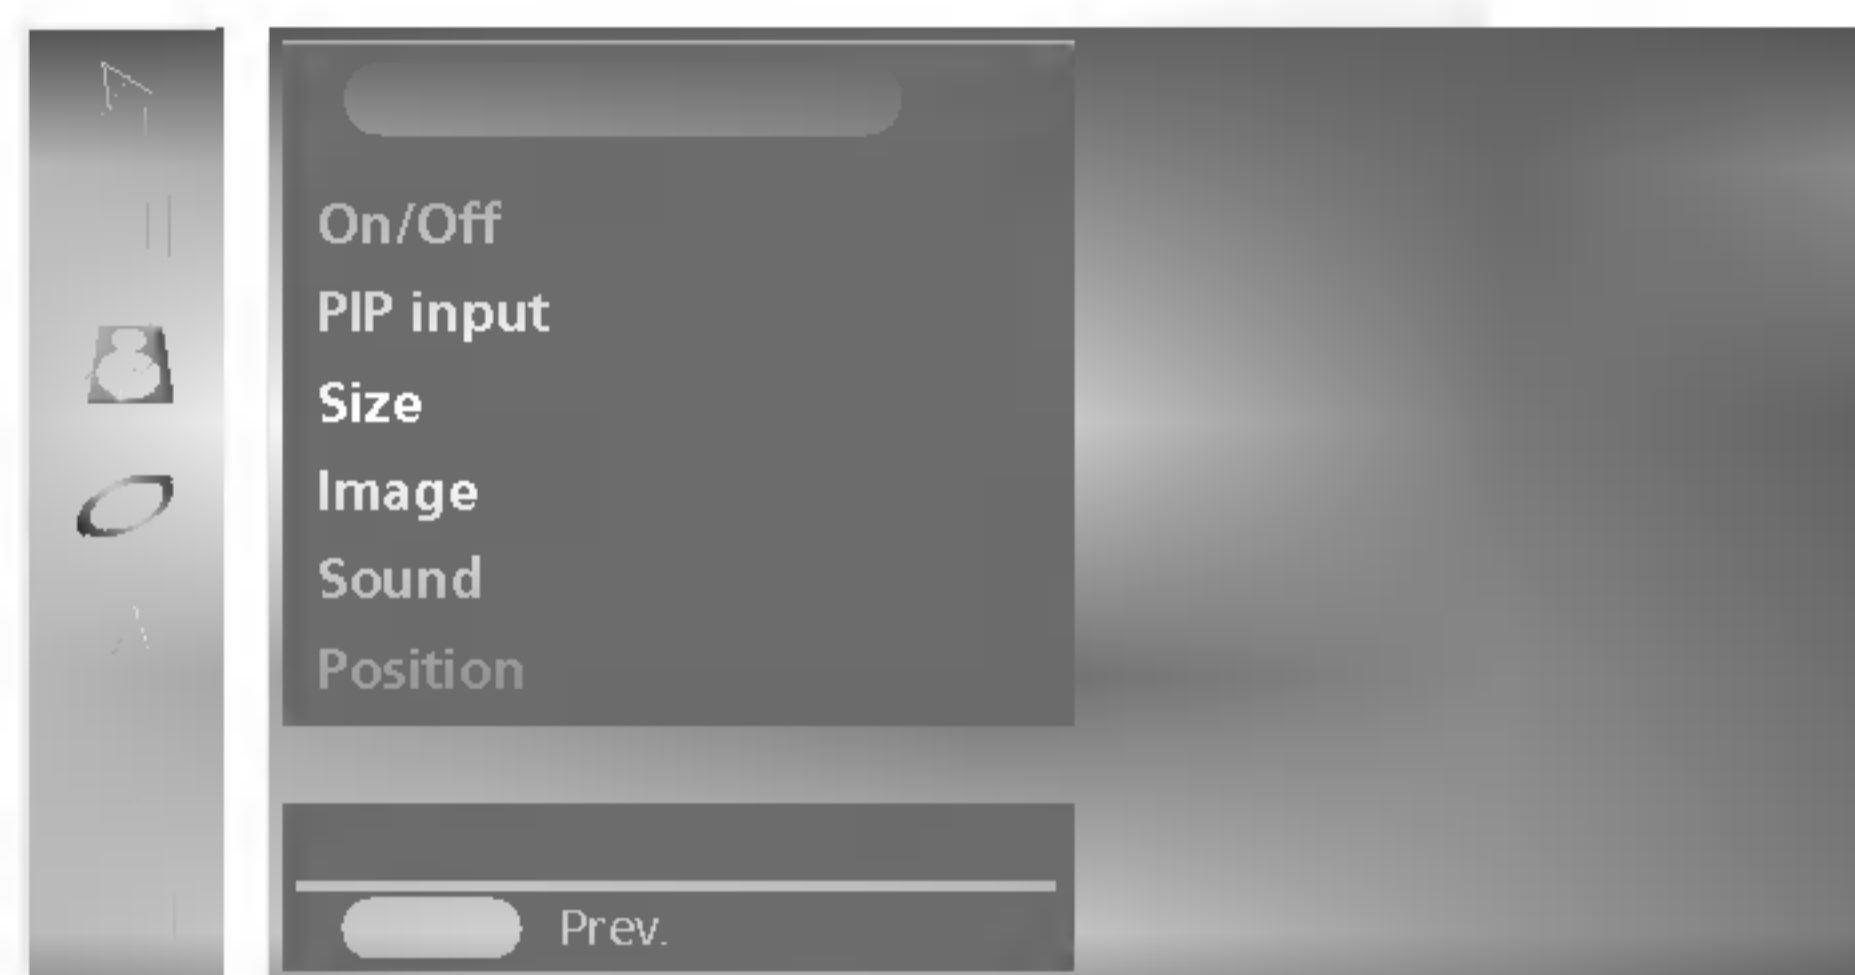 On/Off
PIP input
Size
Image
Sound
Position
Prev.